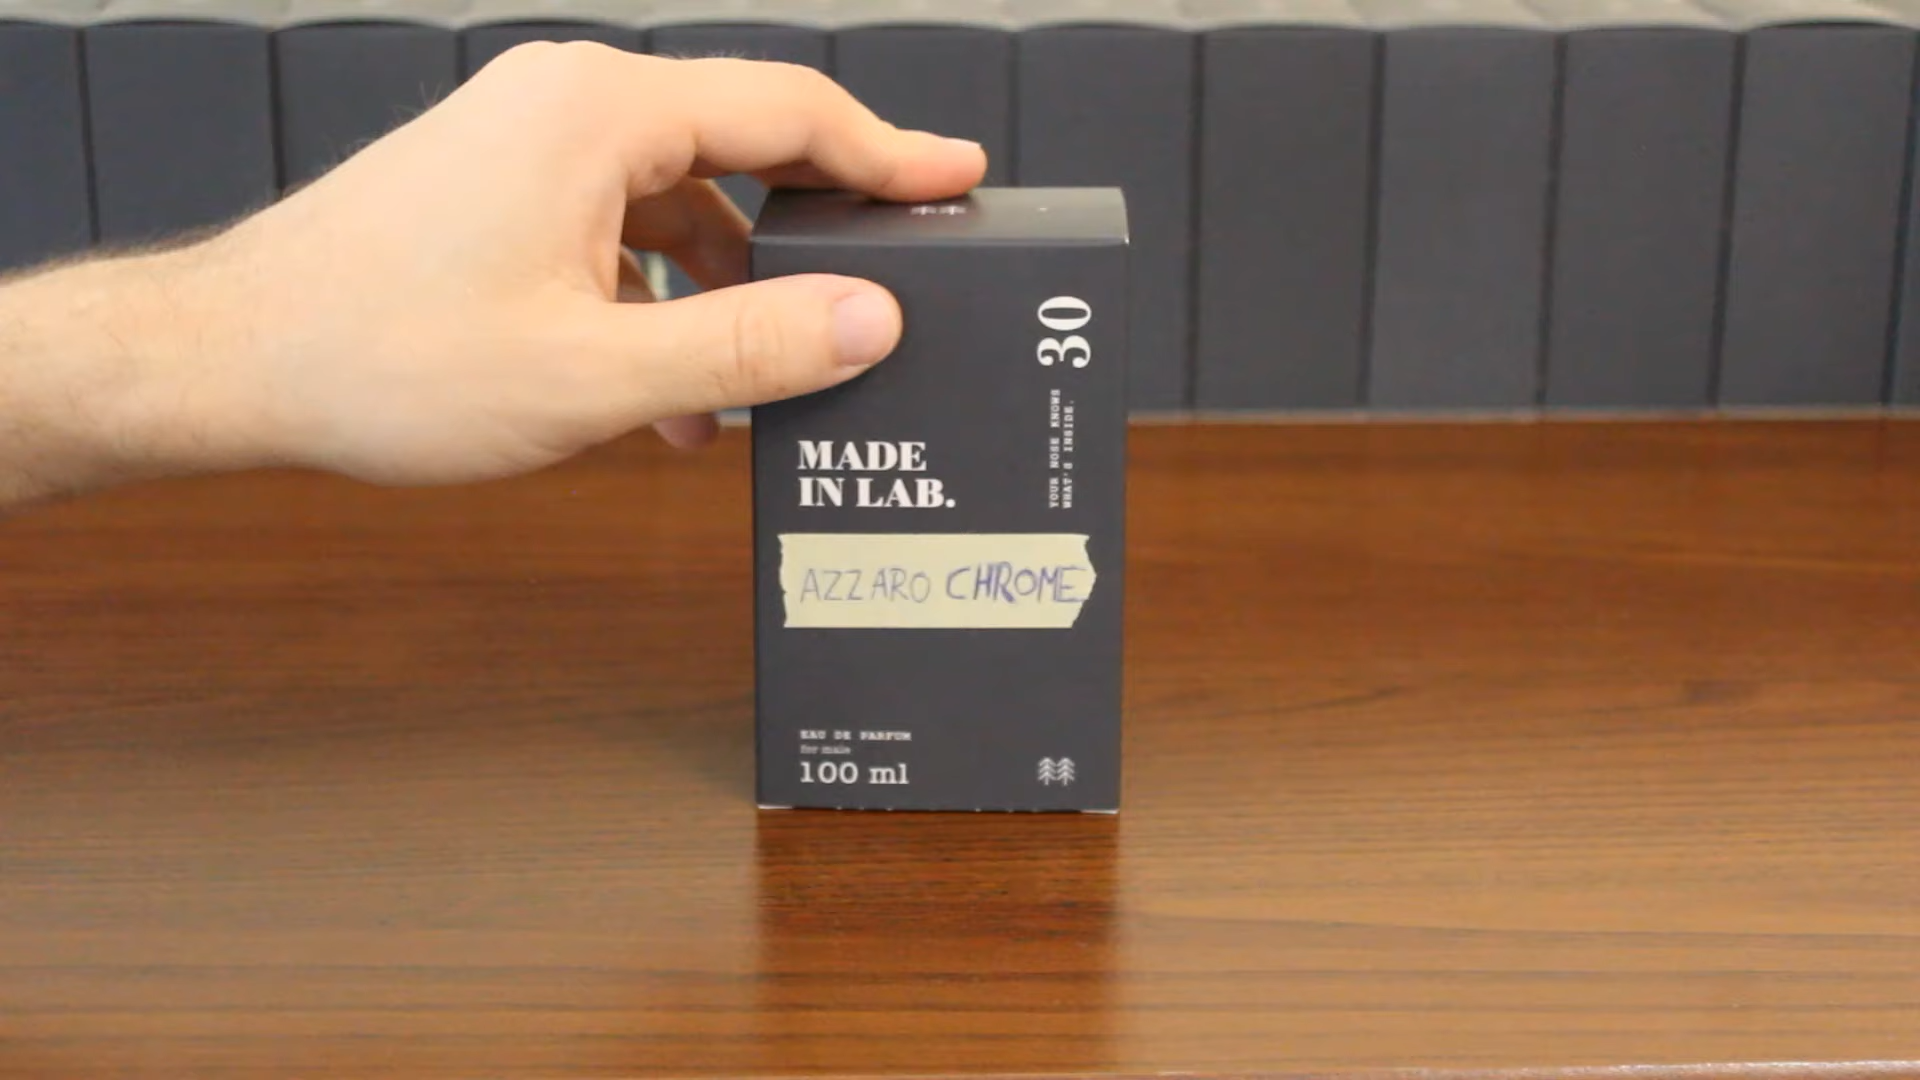 30
YOUR NOSE KNOWS
WHAT'S INSIDE.
MADE
IN LAB.
AZZARO CHROME
EAU DE PARFUM
for male
100 ml